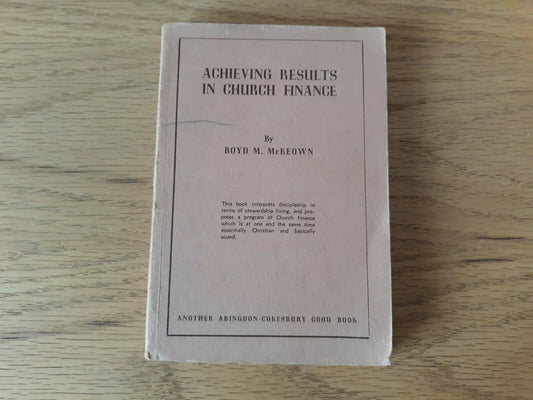 ACHIEVING RESULTS
IN CHURCH FINANCE
By
BOYD M. McKEOWN
This book interprets discipleship in
terms of stewardship living, and pro-
poses a program of Church finance
which is at one and the same time
essentially Christian and basically
sound.
ANOTHER ABINGDON-COKESBURY GOOD BOOK